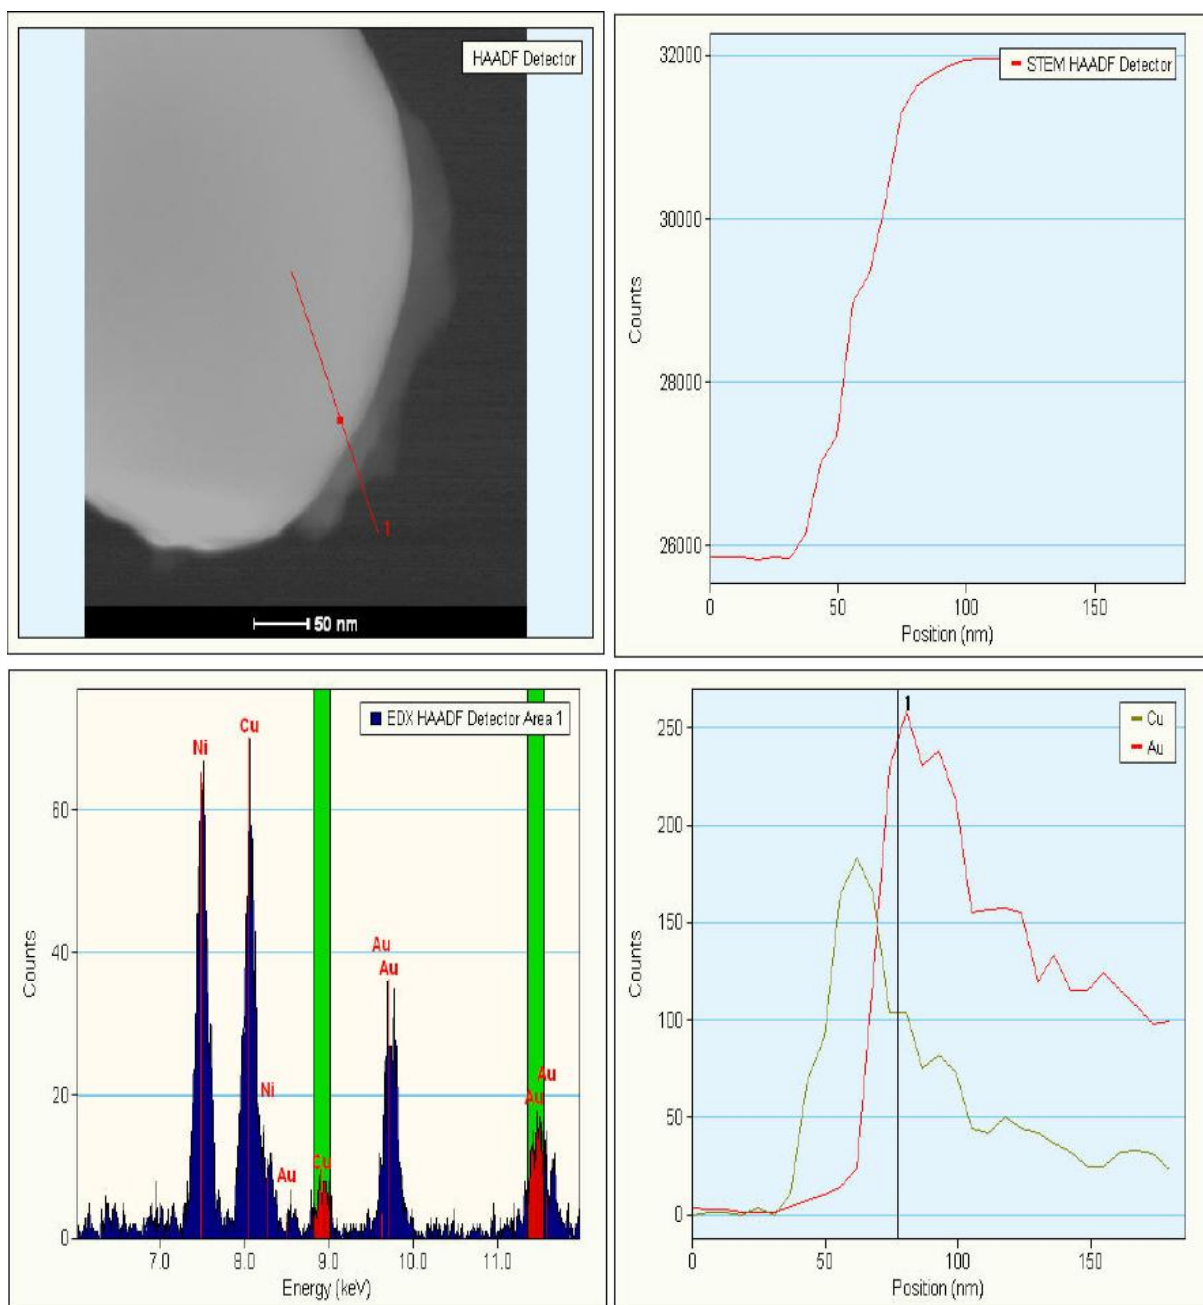 HAADF Detector
1
50 nm
STEM HAADF Detector
32000
30000
28000
26000
Counts
0 50 100 150
Position (nm)
EDX HAADF Detector Area 1
Ni
Cu
Au
Au
Ni
Au
Cu
Au
Au
60
40
20
0
Counts
7.0 8.0 9.0 10.0 11.0
Energy (keV)
1
Cu
Au
250
200
150
100
50
0
Counts
0 50 100 150
Position (nm)